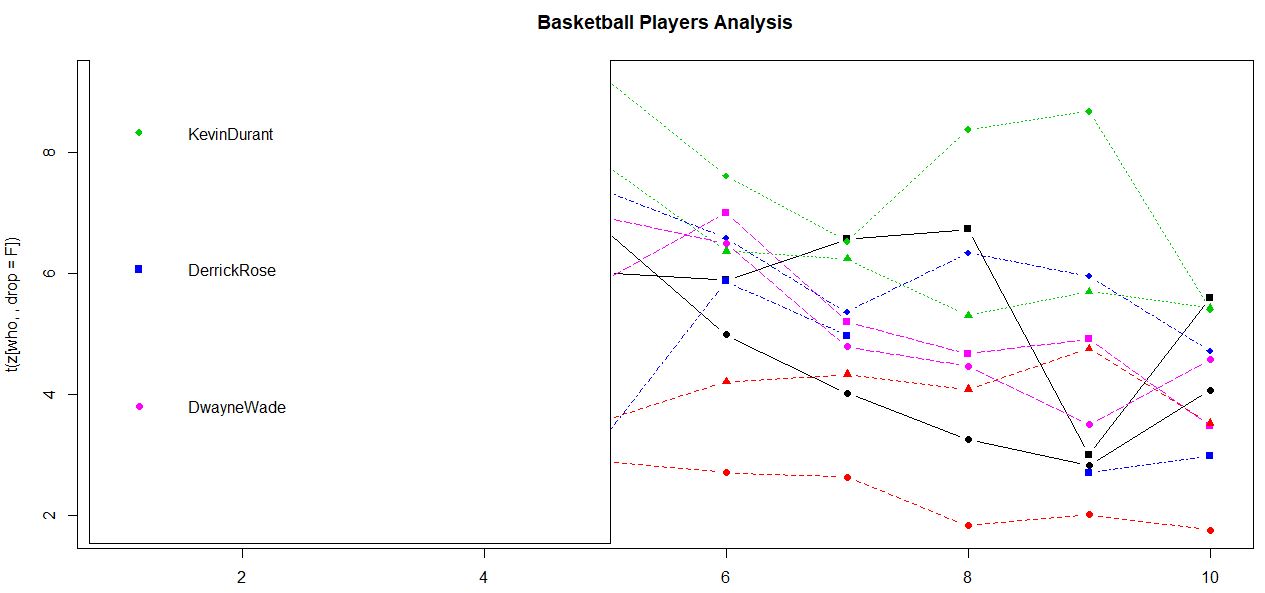 Basketball Players Analysis
t(z[who, , drop = F])
8
6
4
2
KevinDurant
DerrickRose
DwayneWade
2 4 6 8 10